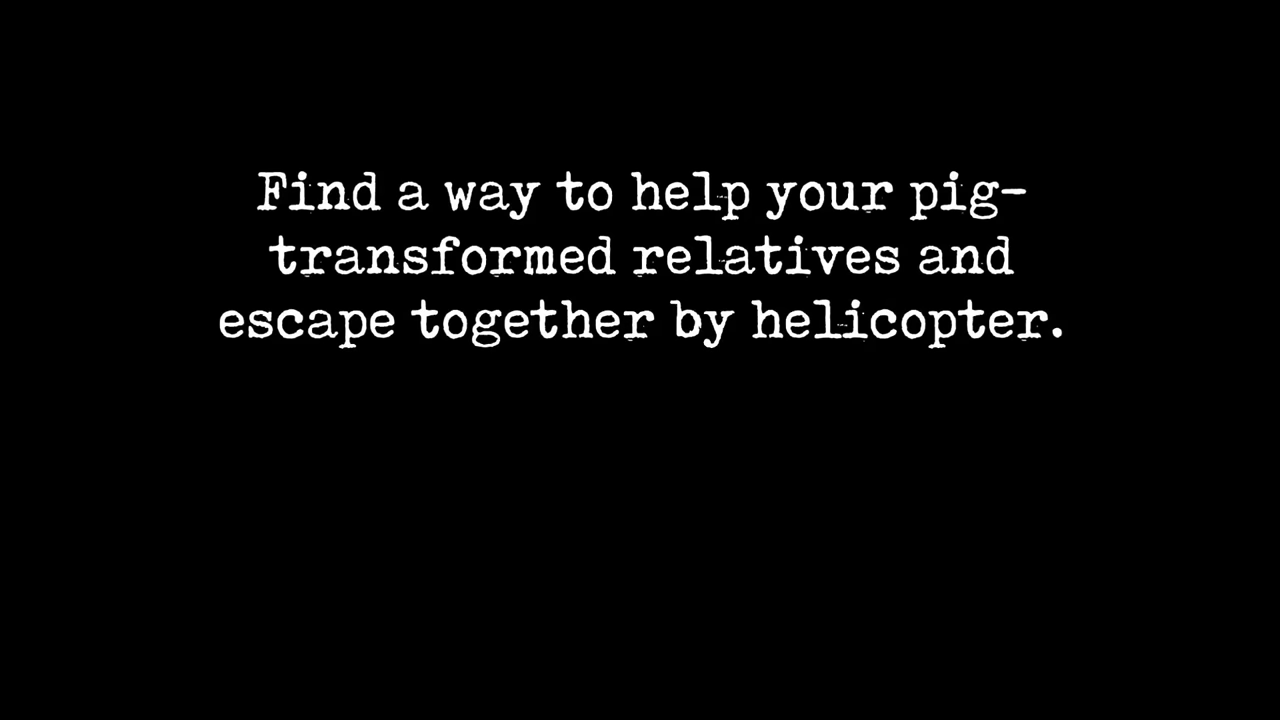 Find a way to help your pig-
transformed relatives and
escape together by helicopter.